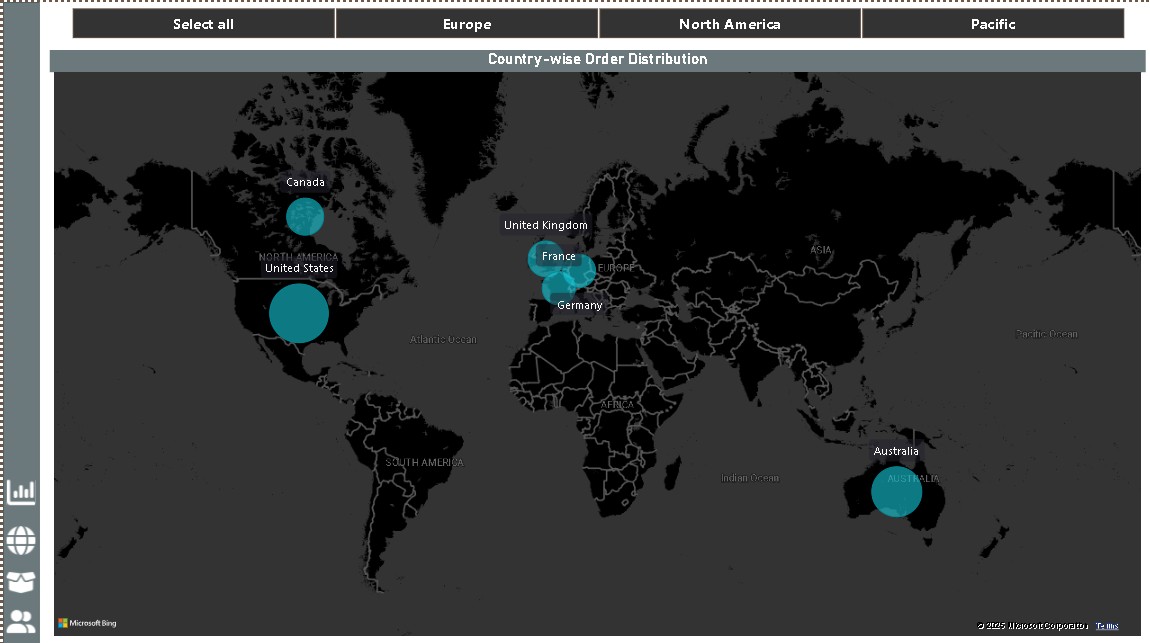 Select all Europe North America Pacific
Country-wise Order Distribution
Canada
United Kingdom
ASIA
France
NORTH AMERICA
EUROPE
United States
Germany
Pacific Ocean
Atlantic Ocean
AFRICA
Australia
SOUTH AMERICA
Indian Ocean
AUSTRALIA
Microsoft Bing
© 2025 Microsoft Corporation Terms